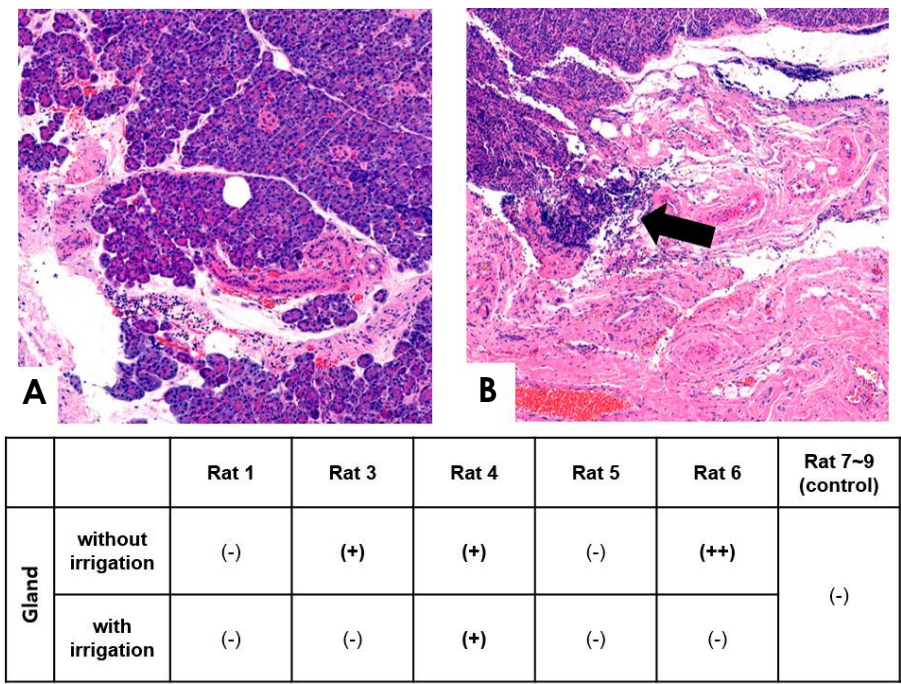 A
B
Rat 1
Rat 3
Rat 4
Rat 5
Rat 6
Rat 7~9
(control)
Gland
without
irrigation
(-)
(+)
(+)
(-)
(++)
(-)
with
irrigation
(-)
(-)
(+)
(-)
(-)